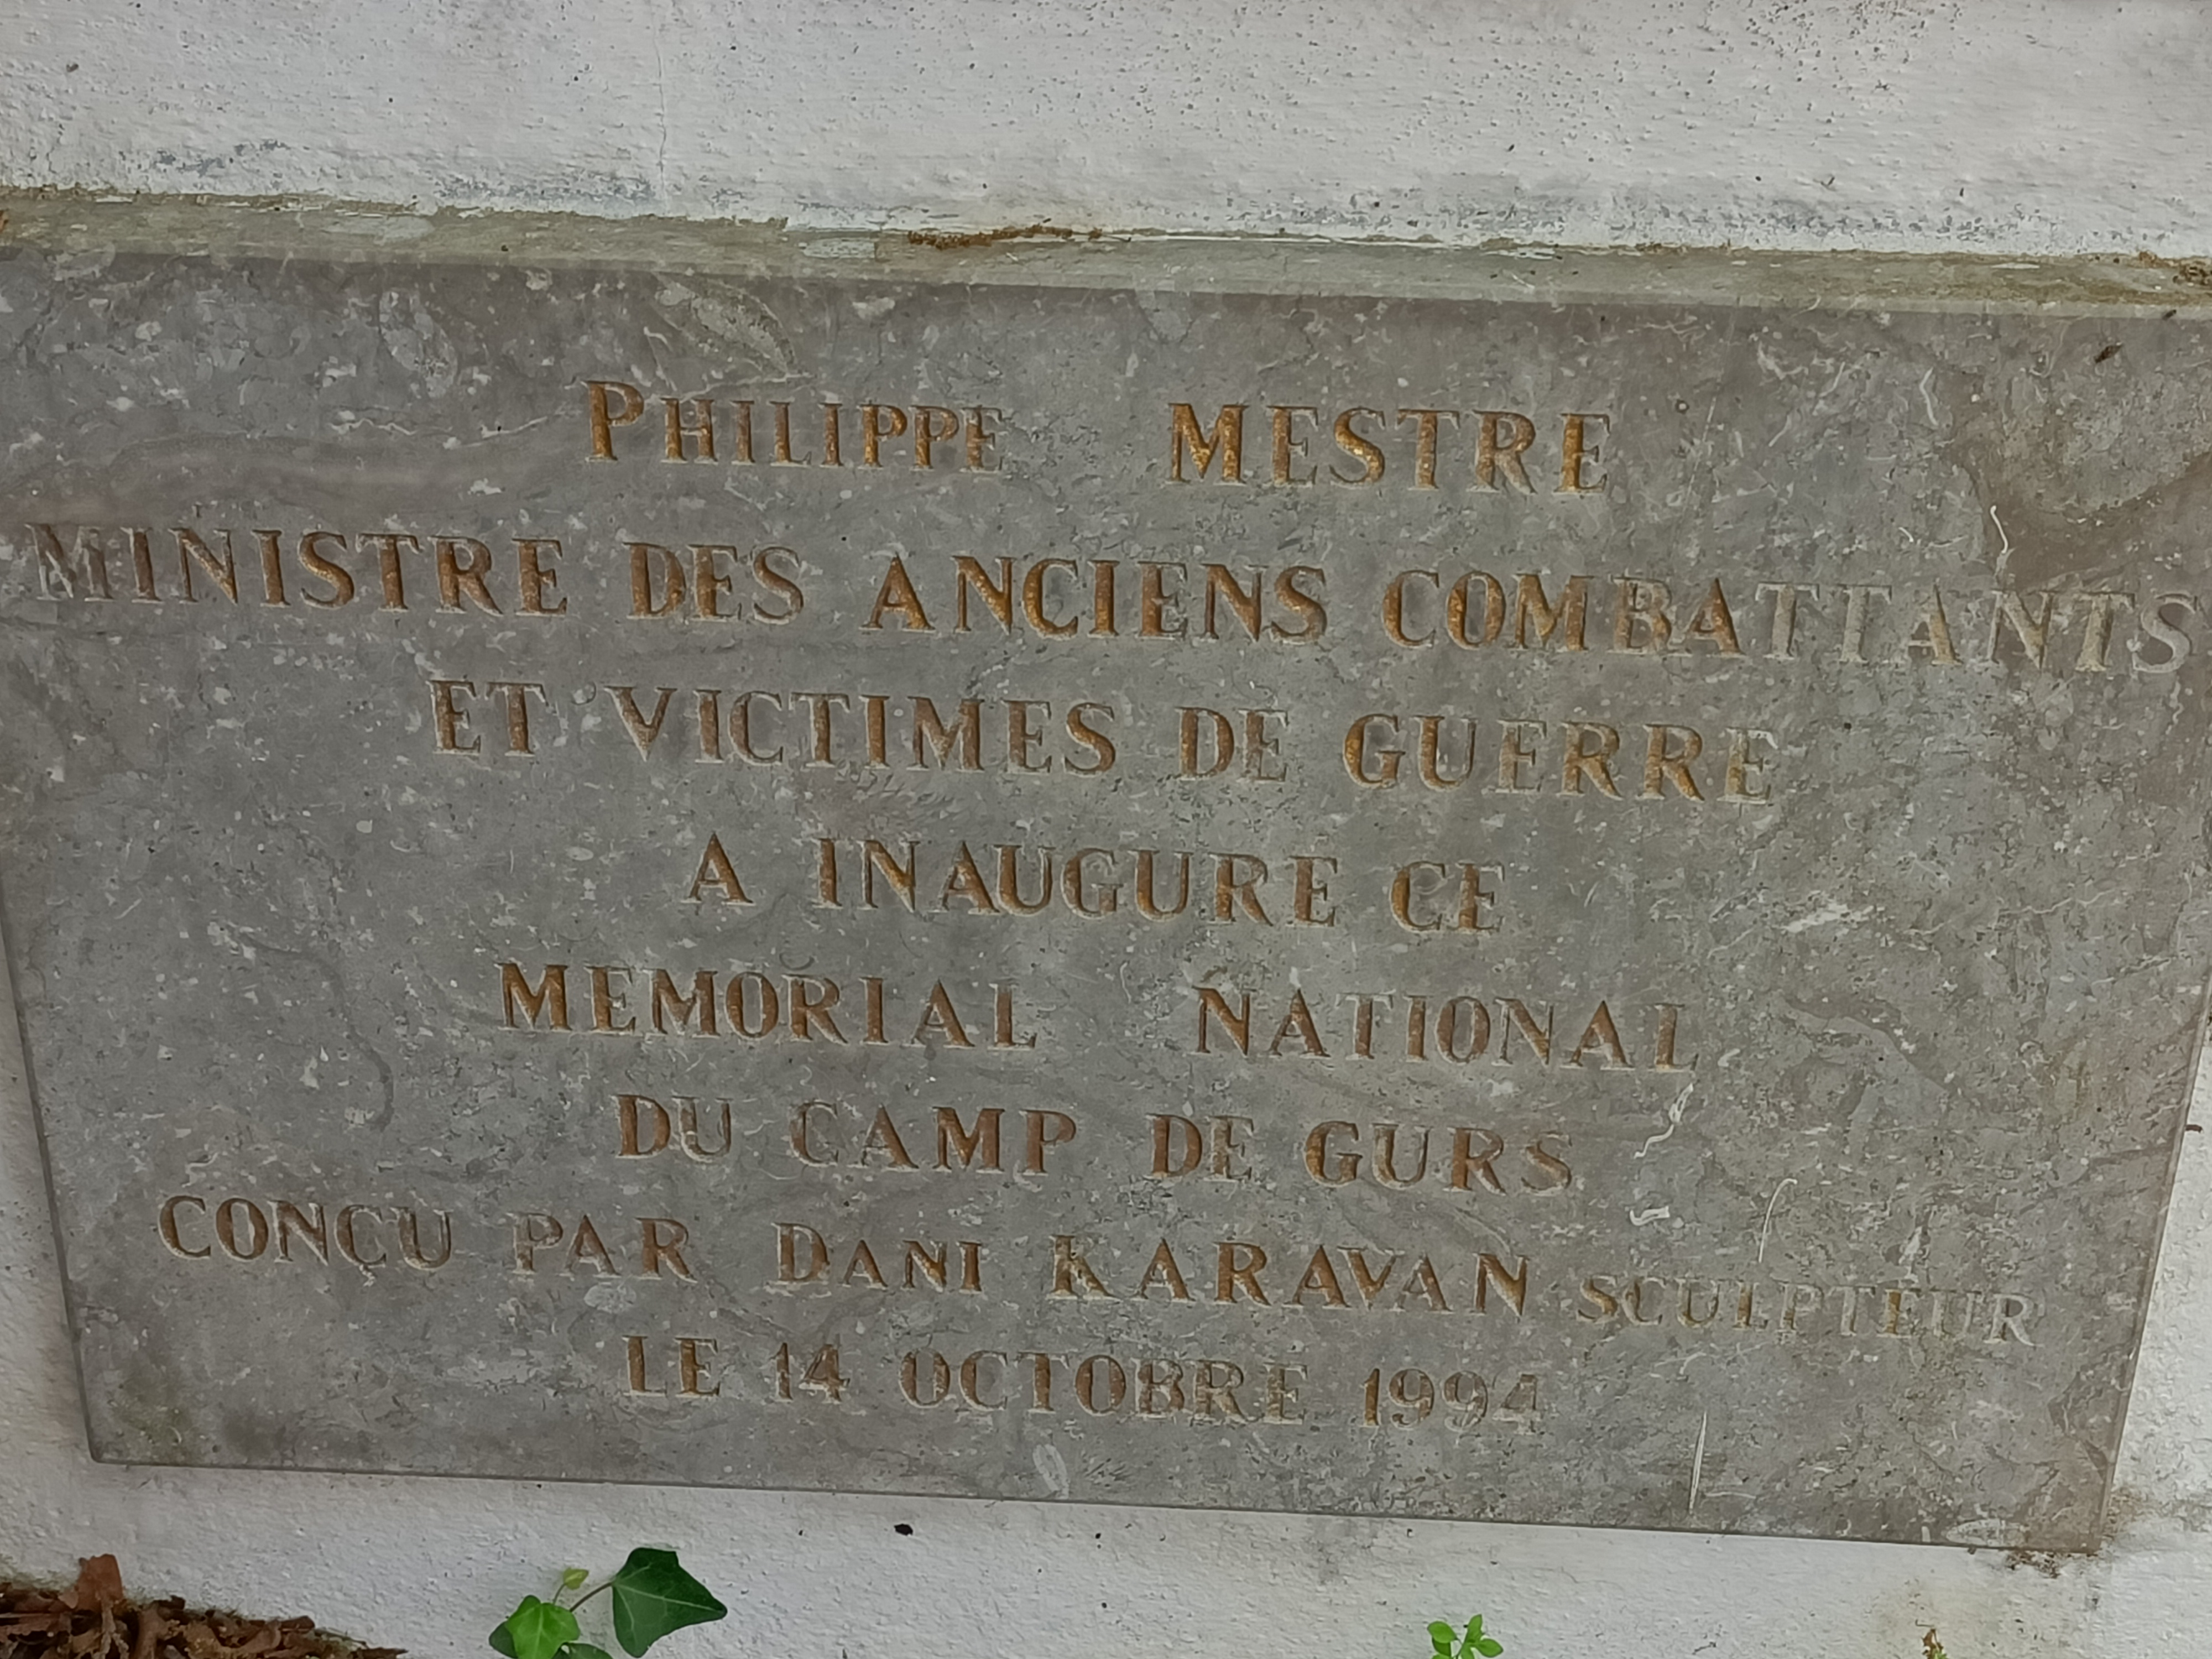 PHILIPPE MESTRE
MINISTRE DES ANCIENS COMBATTANTS
ET VICTIMES DE GUERRE
A INAUGURE CE
MEMORIAL NATIONAL
DU CAMP DE GURS
CONÇU PAR DANI KARAVAN SCULPTEUR
LE 14 OCTOBRE 1994